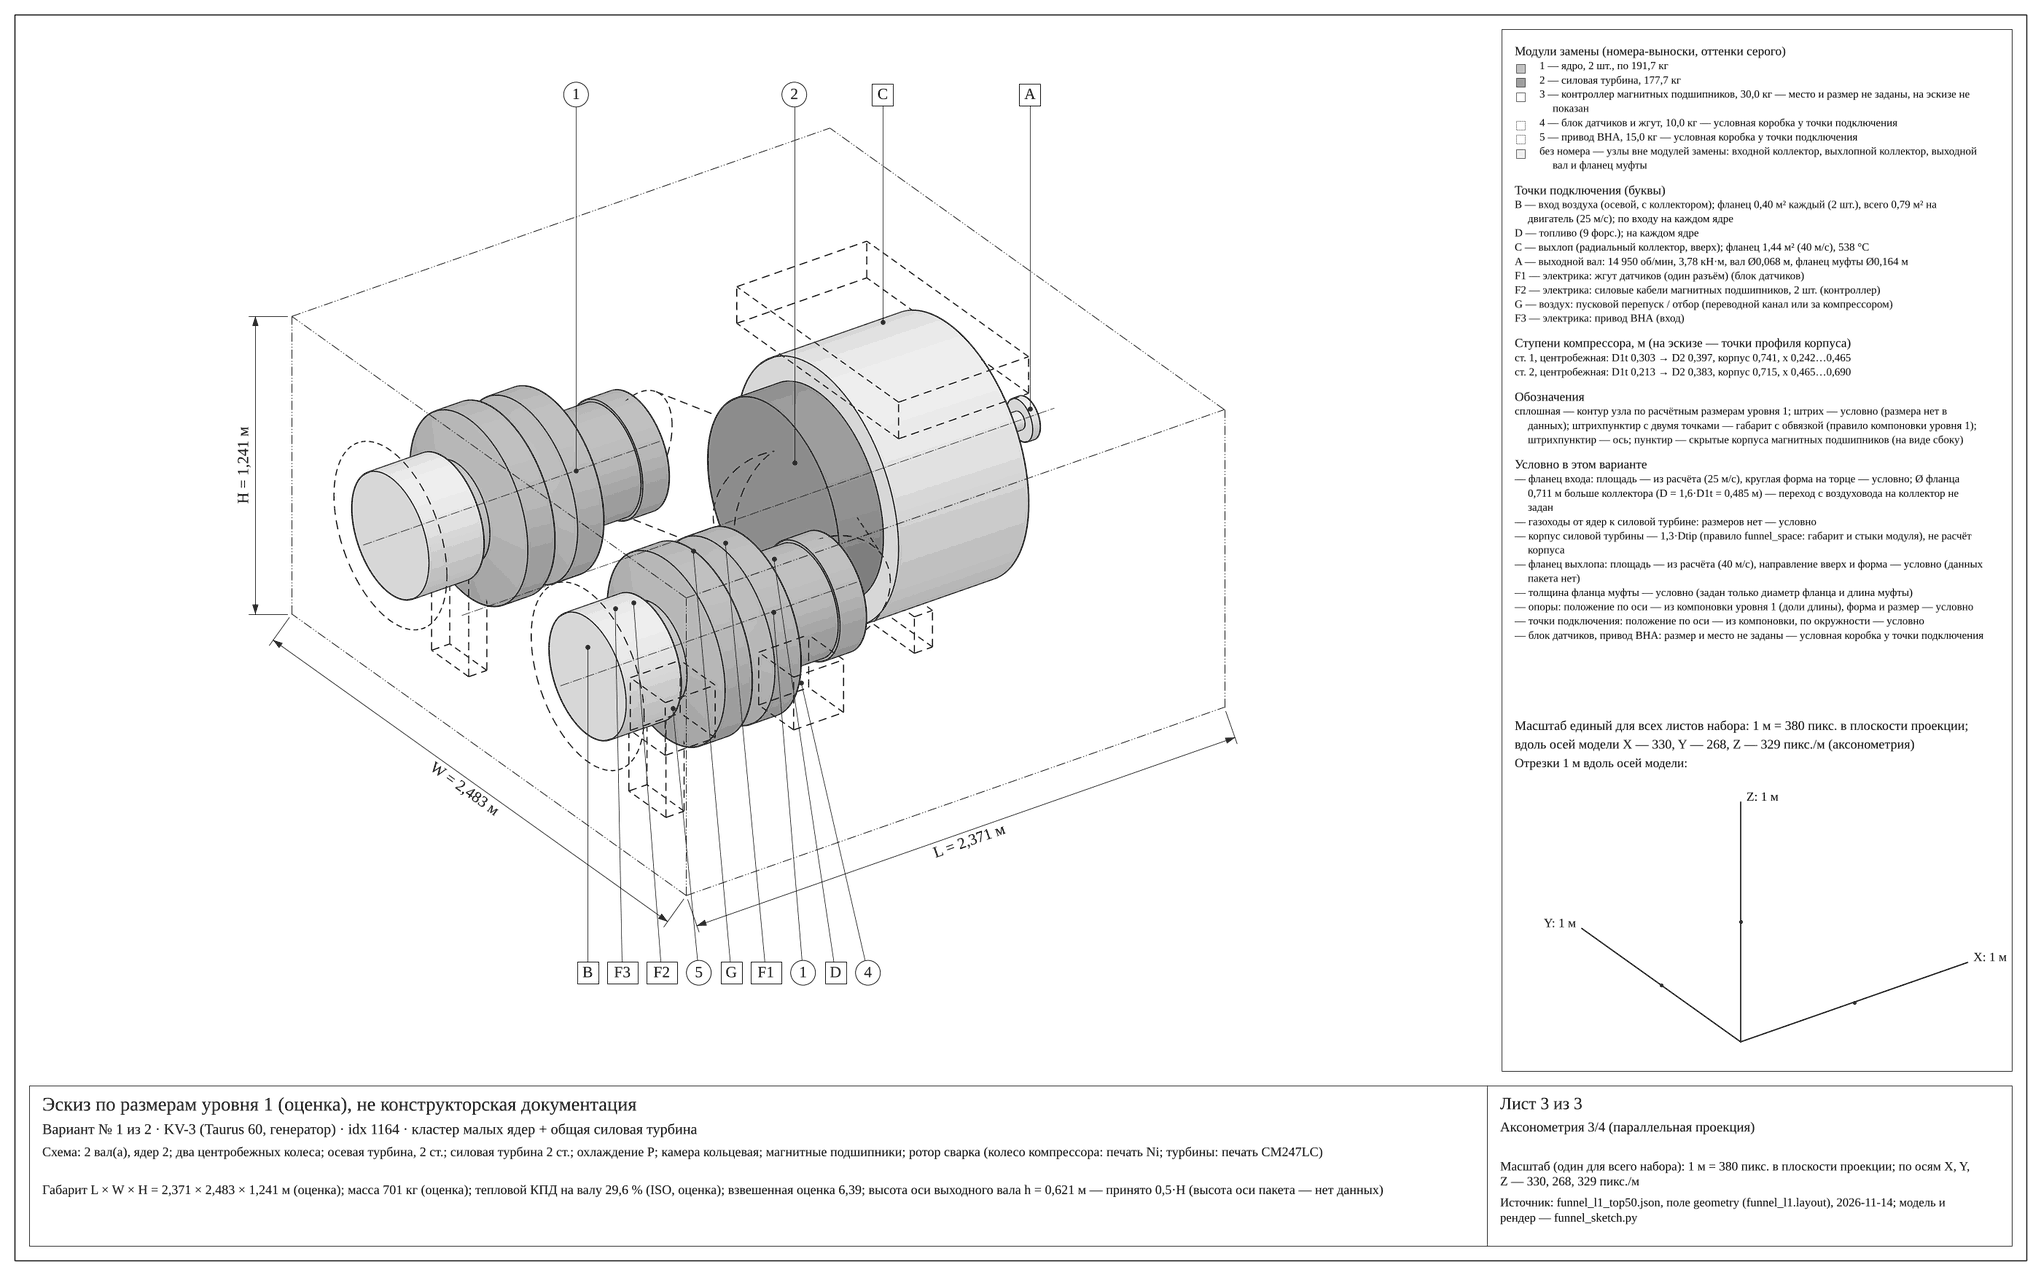 1
2
C
A
H = 1,241 м
W = 2,483 м
L = 2,371 м
B
F3
F2
5
G
F1
1
D
4
Модули замены (номера-выноски, оттенки серого)
1 — ядро, 2 шт., по 191,7 кг
2 — силовая турбина, 177,7 кг
3 — контроллер магнитных подшипников, 30,0 кг — место и размер не заданы, на эскизе не
показан
4 — блок датчиков и жгут, 10,0 кг — условная коробка у точки подключения
5 — привод ВНА, 15,0 кг — условная коробка у точки подключения
без номера — узлы вне модулей замены: входной коллектор, выхлопной коллектор, выходной
вал и фланец муфты
Точки подключения (буквы)
B — вход воздуха (осевой, с коллектором); фланец 0,40 м² каждый (2 шт.), всего 0,79 м² на
двигатель (25 м/с); по входу на каждом ядре
D — топливо (9 форс.); на каждом ядре
C — выхлоп (радиальный коллектор, вверх); фланец 1,44 м² (40 м/с), 538 °C
A — выходной вал: 14 950 об/мин, 3,78 кН·м, вал Ø0,068 м, фланец муфты Ø0,164 м
F1 — электрика: жгут датчиков (один разъём) (блок датчиков)
F2 — электрика: силовые кабели магнитных подшипников, 2 шт. (контроллер)
G — воздух: пусковой перепуск / отбор (переводной канал или за компрессором)
F3 — электрика: привод ВНА (вход)
Ступени компрессора, м (на эскизе — точки профиля корпуса)
ст. 1, центробежная: D1t 0,303 → D2 0,397, корпус 0,741, x 0,242…0,465
ст. 2, центробежная: D1t 0,213 → D2 0,383, корпус 0,715, x 0,465…0,690
Обозначения
сплошная — контур узла по расчётным размерам уровня 1; штрих — условно (размера нет в
данных); штрихпунктир с двумя точками — габарит с обвязкой (правило компоновки уровня 1);
штрихпунктир — ось; пунктир — скрытые корпуса магнитных подшипников (на виде сбоку)
Условно в этом варианте
— фланец входа: площадь — из расчёта (25 м/с), круглая форма на торце — условно; Ø фланца
0,711 м больше коллектора (D = 1,6·D1t = 0,485 м) — переход с воздуховода на коллектор не
задан
— газоходы от ядер к силовой турбине: размеров нет — условно
— корпус силовой турбины — 1,3·Dtip (правило funnel_space: габарит и стыки модуля), не расчёт
корпуса
— фланец выхлопа: площадь — из расчёта (40 м/с), направление вверх и форма — условно (данных
пакета нет)
— толщина фланца муфты — условно (задан только диаметр фланца и длина муфты)
— опоры: положение по оси — из компоновки уровня 1 (доли длины), форма и размер — условно
— точки подключения: положение по оси — из компоновки, по окружности — условно
— блок датчиков, привод ВНА: размер и место не заданы — условная коробка у точки подключения
Масштаб единый для всех листов набора: 1 м = 380 пикс. в плоскости проекции;
вдоль осей модели X — 330, Y — 268, Z — 329 пикс./м (аксонометрия)
Отрезки 1 м вдоль осей модели:
Z: 1 м
Y: 1 м
X: 1 м
Эскиз по размерам уровня 1 (оценка), не конструкторская документация
Вариант № 1 из 2 · KV-3 (Taurus 60, генератор) · idx 1164 · кластер малых ядер + общая силовая турбина
Схема: 2 вал(а), ядер 2; два центробежных колеса; осевая турбина, 2 ст.; силовая турбина 2 ст.; охлаждение P; камера кольцевая; магнитные подшипники; ротор сварка (колесо компрессора: печать Ni; турбины: печать CM247LC)
Габарит L × W × H = 2,371 × 2,483 × 1,241 м (оценка); масса 701 кг (оценка); тепловой КПД на валу 29,6 % (ISO, оценка); взвешенная оценка 6,39; высота оси выходного вала h = 0,621 м — принято 0,5·H (высота оси пакета — нет данных)
Лист 3 из 3
Аксонометрия 3/4 (параллельная проекция)
Масштаб (один для всего набора): 1 м = 380 пикс. в плоскости проекции; по осям X, Y,
Z — 330, 268, 329 пикс./м
Источник: funnel_l1_top50.json, поле geometry (funnel_l1.layout), 2026-11-14; модель и
рендер — funnel_sketch.py